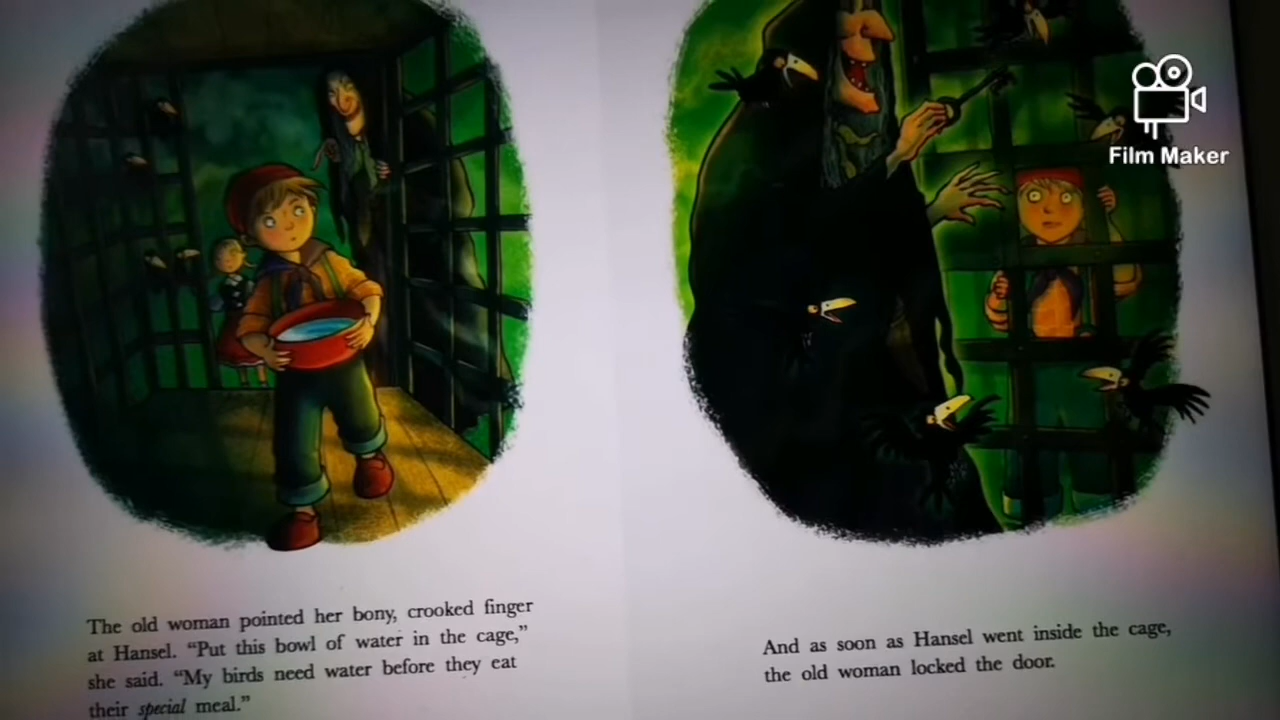 Film Maker
The old woman pointed her bony, crooked finger
at Hansel. “Put this bowl of water in the cage,”
she said. “My birds need water before they eat
their special meal.”
And as soon as Hansel went inside the cage,
the old woman locked the door.